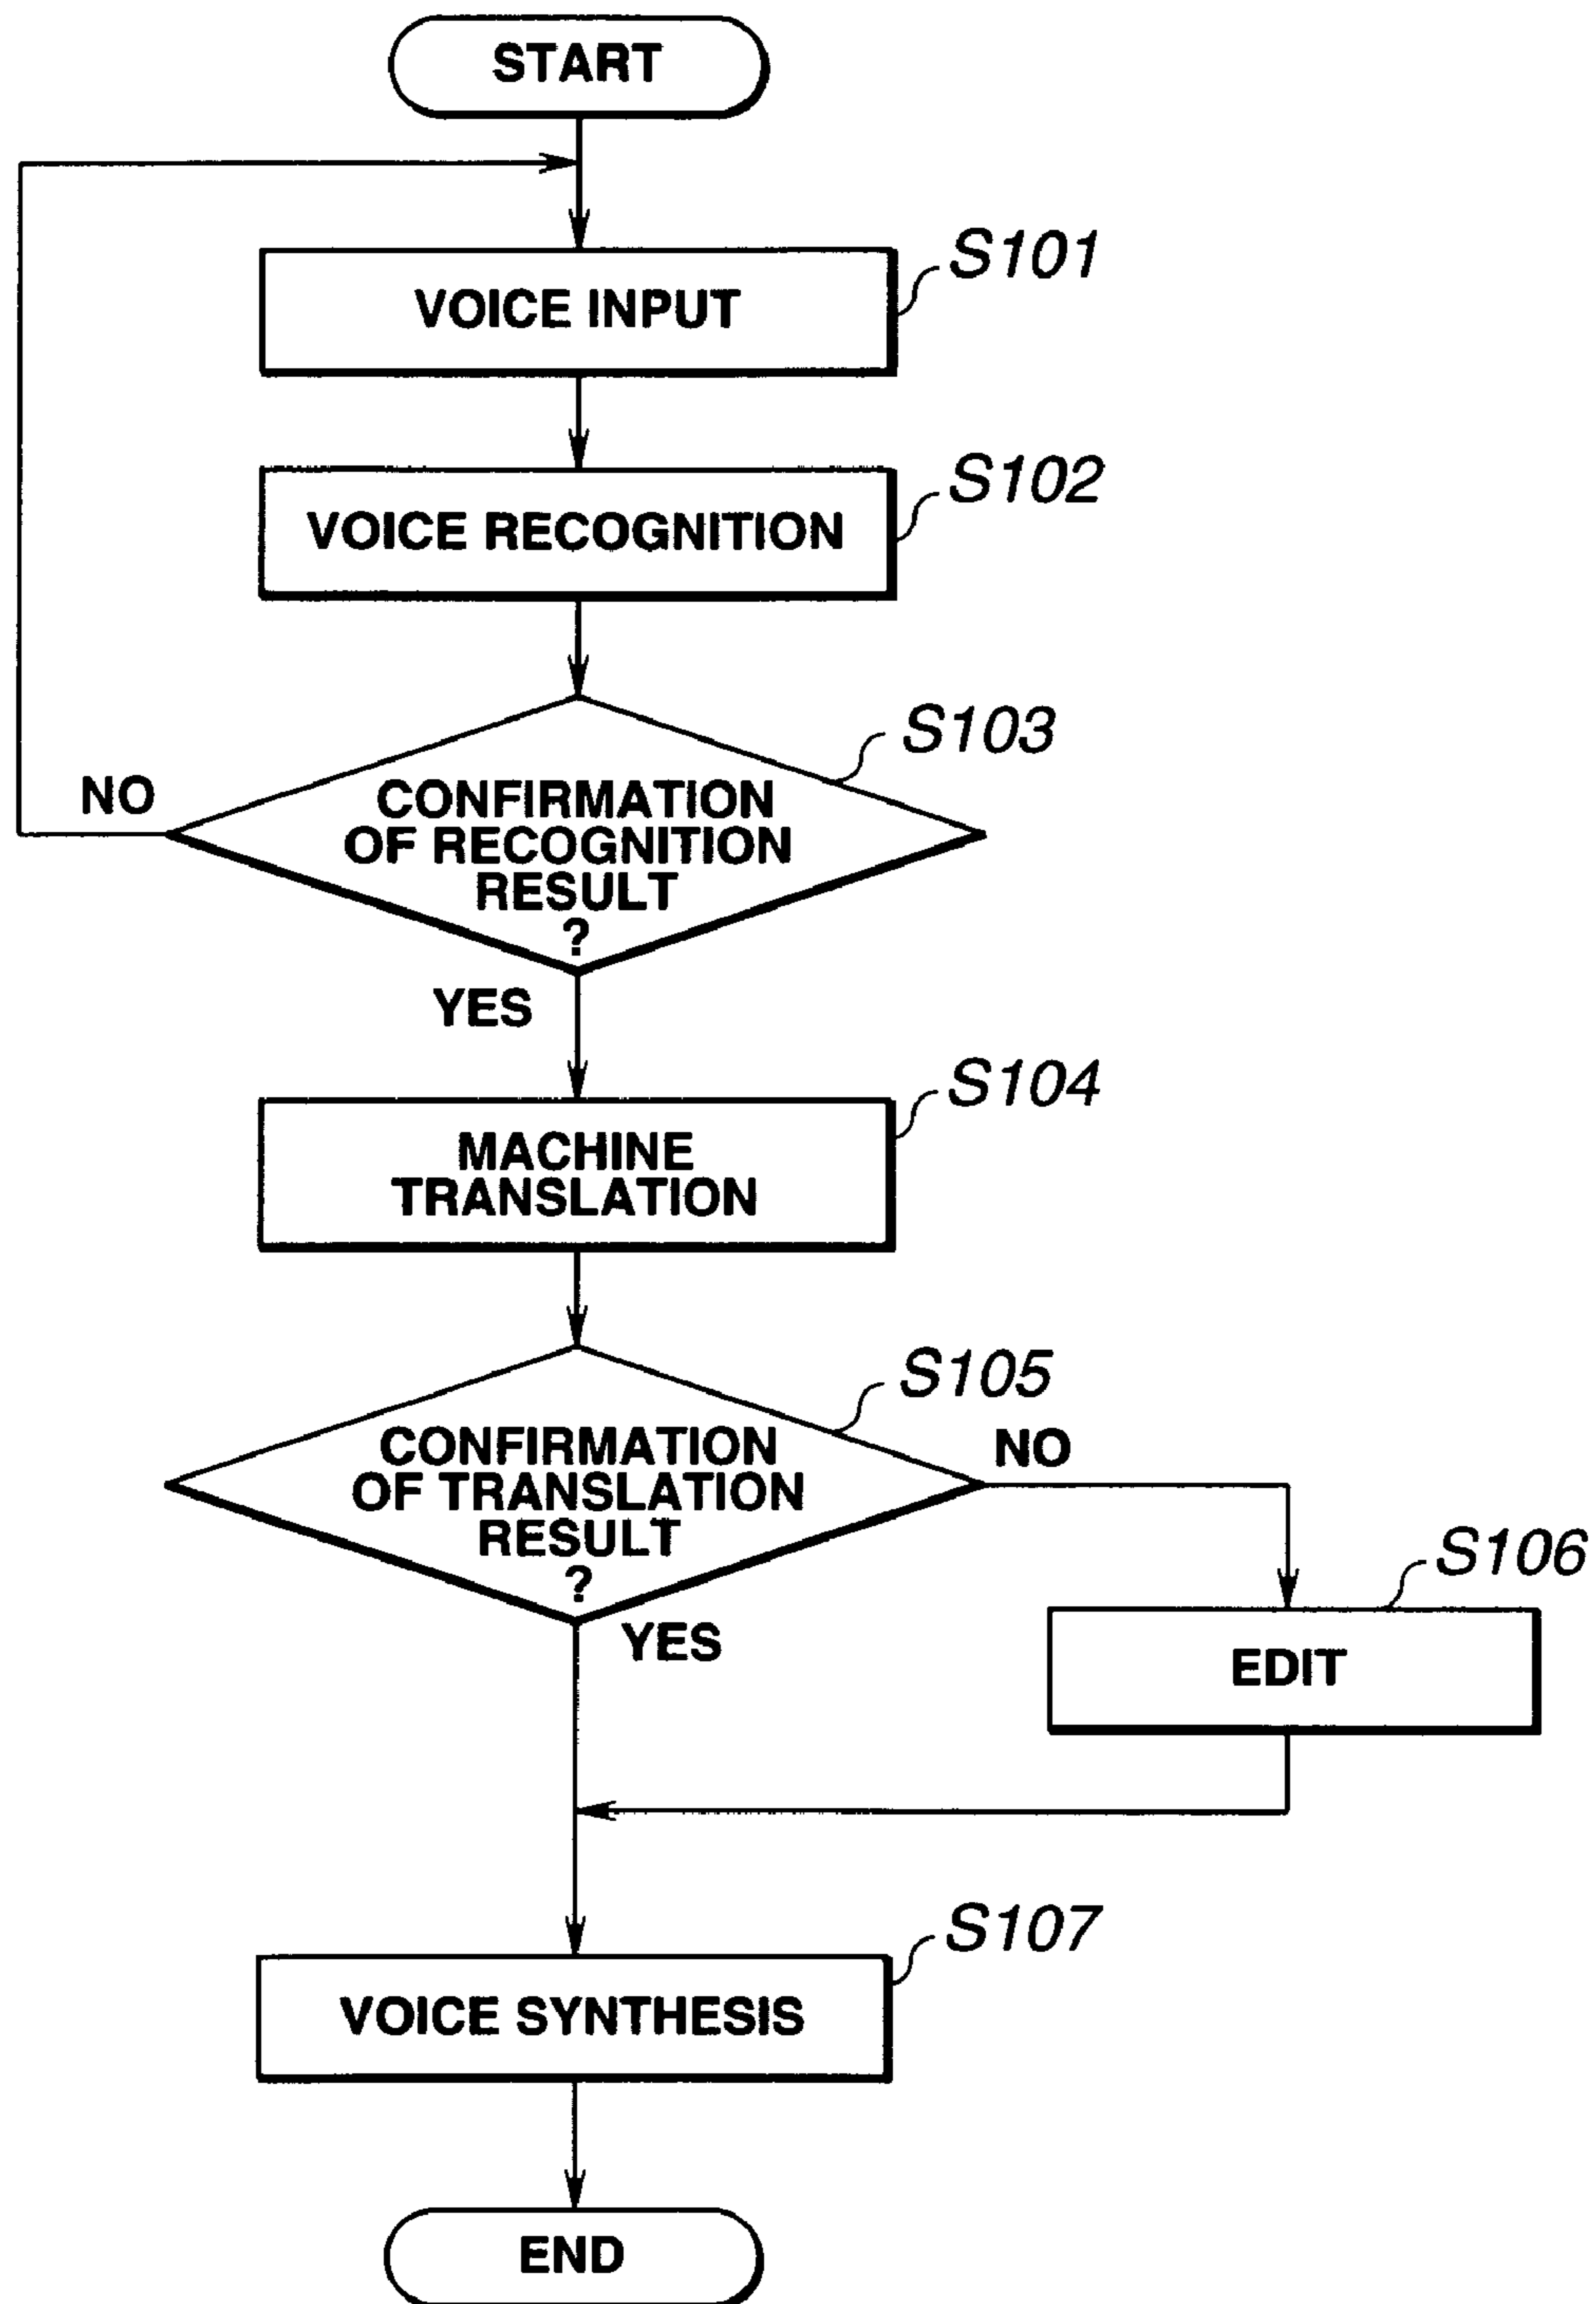 START
S101
VOICE INPUT
S102
VOICE RECOGNITION
S103
NO
CONFIRMATION
OF RECOGNITION
RESULT
?
YES
S104
MACHINE
TRANSLATION
S105
CONFIRMATION
OF TRANSLATION
RESULT
?
NO
YES
S106
EDIT
S107
VOICE SYNTHESIS
END